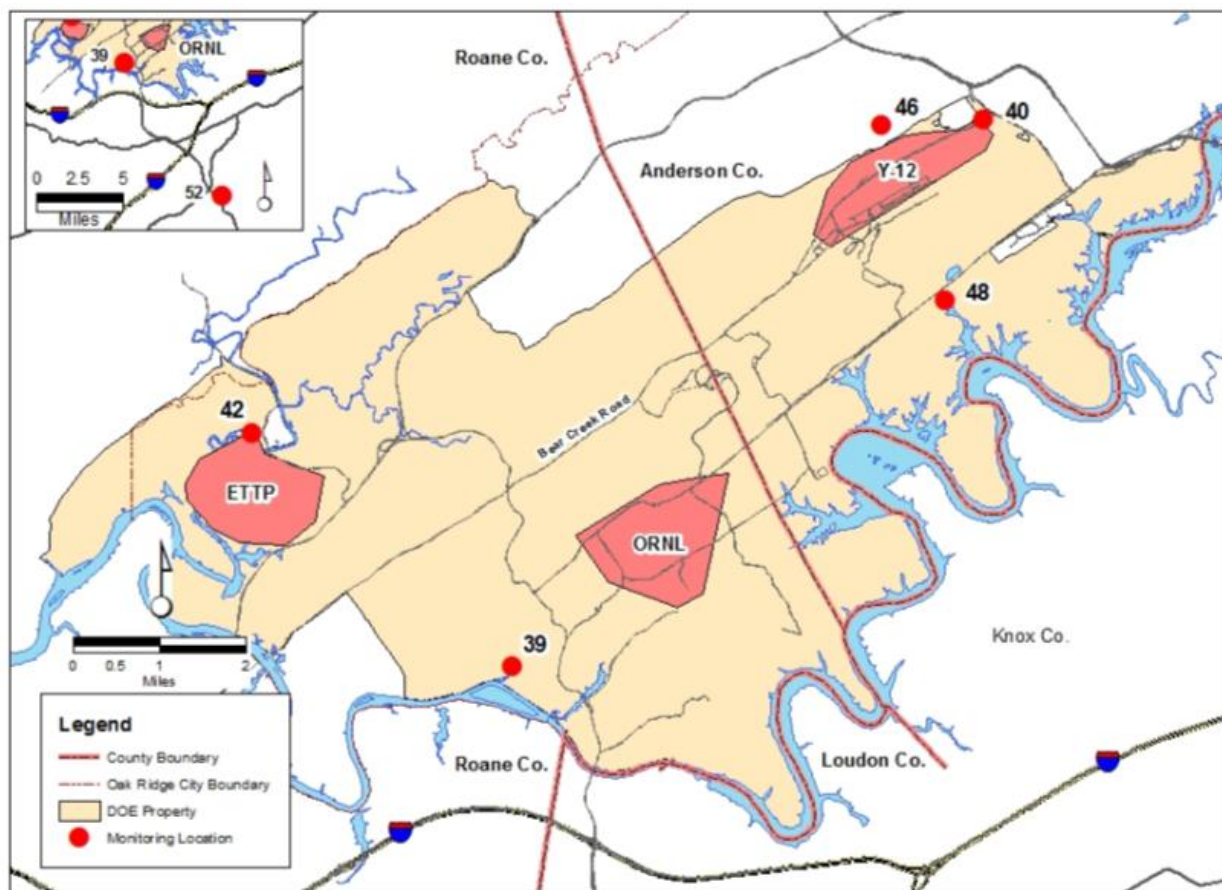 39
ORNL
52
0 2.5 5
Miles
Roane Co.
46
40
Anderson Co.
Y-12
48
Bear Creek Road
42
ETTP
ORNL
Knox Co.
39
0 0.5 1 2
Miles
Legend
County Boundary
Oak Ridge City Boundary
DOE Property
Monitoring Location
Roane Co.
Loudon Co.